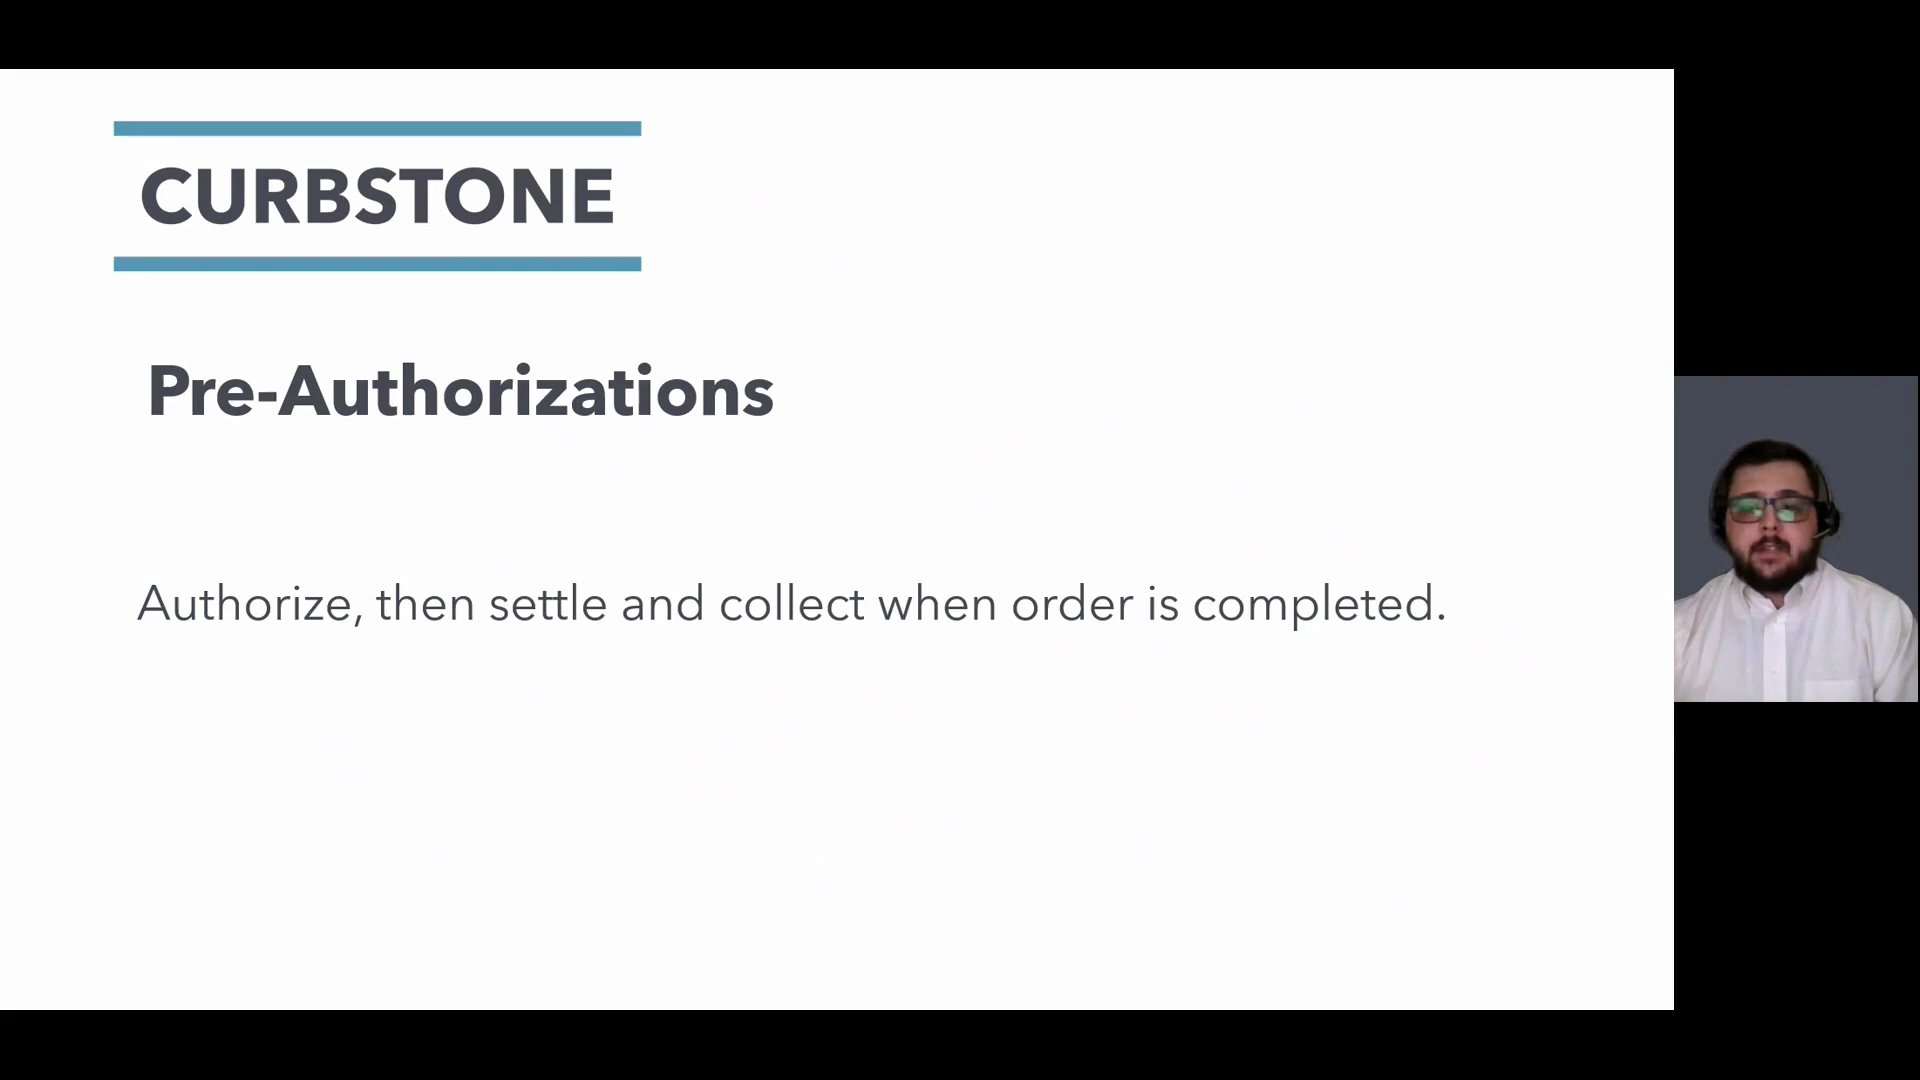 CURBSTONE
Pre-Authorizations
Authorize, then settle and collect when order is completed.